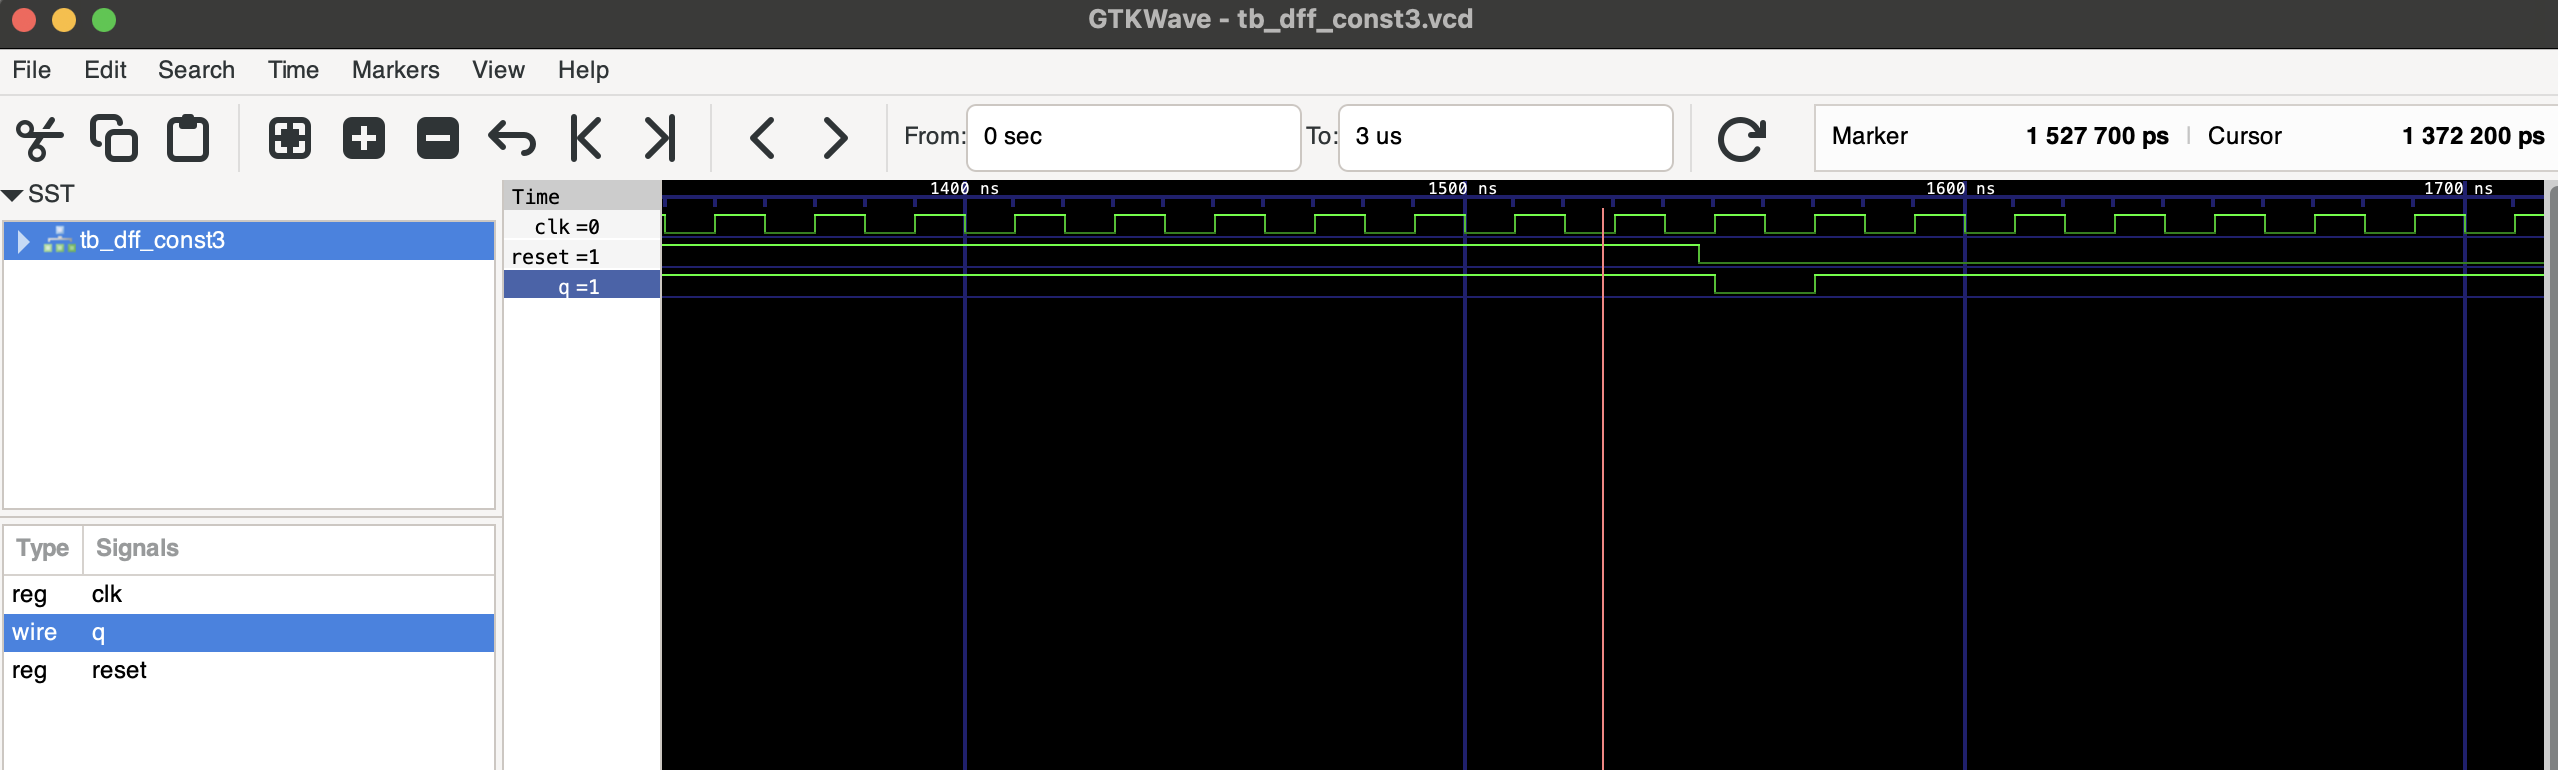 GTKWave - tb_dff_const3.vcd
File Edit Search Time Markers View Help
From: 0 sec To: 3 us Marker 1 527 700 ps | Cursor 1 372 200 ps
SST
tb_dff_const3
Type Signals
reg clk
wire q
reg reset
Time
clk =0
reset =1
q =1
1400 ns 1500 ns 1600 ns 1700 ns